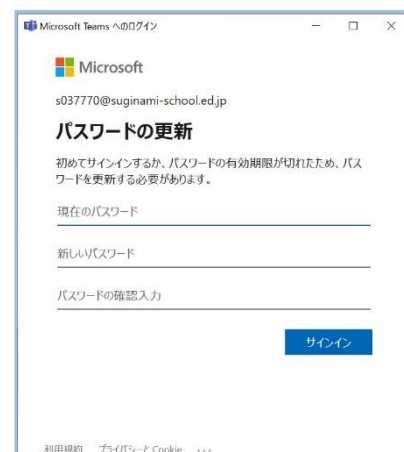 Microsoft Teams へのログイン
Microsoft
s037770@suginami-school.ed.jp
パスワードの更新
初めてサインインするか、パスワードの有効期限が切れたため、パス
ワードを更新する必要があります。
現在のパスワード
新しいパスワード
パスワードの確認入力
サインイン
利用規約 プライバシーと Cookie ...